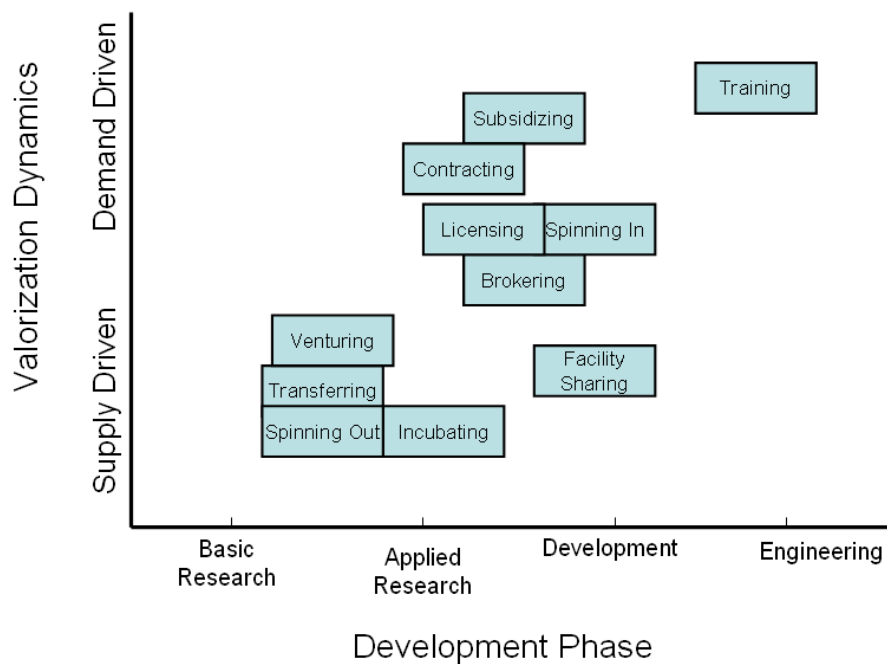 Valorization Dynamics
Demand Driven
Supply Driven
Training
Subsidizing
Contracting
Licensing
Spinning In
Brokering
Venturing
Facility
Sharing
Transferring
Spinning Out
Incubating
Basic
Research
Applied
Research
Development
Engineering
Development Phase